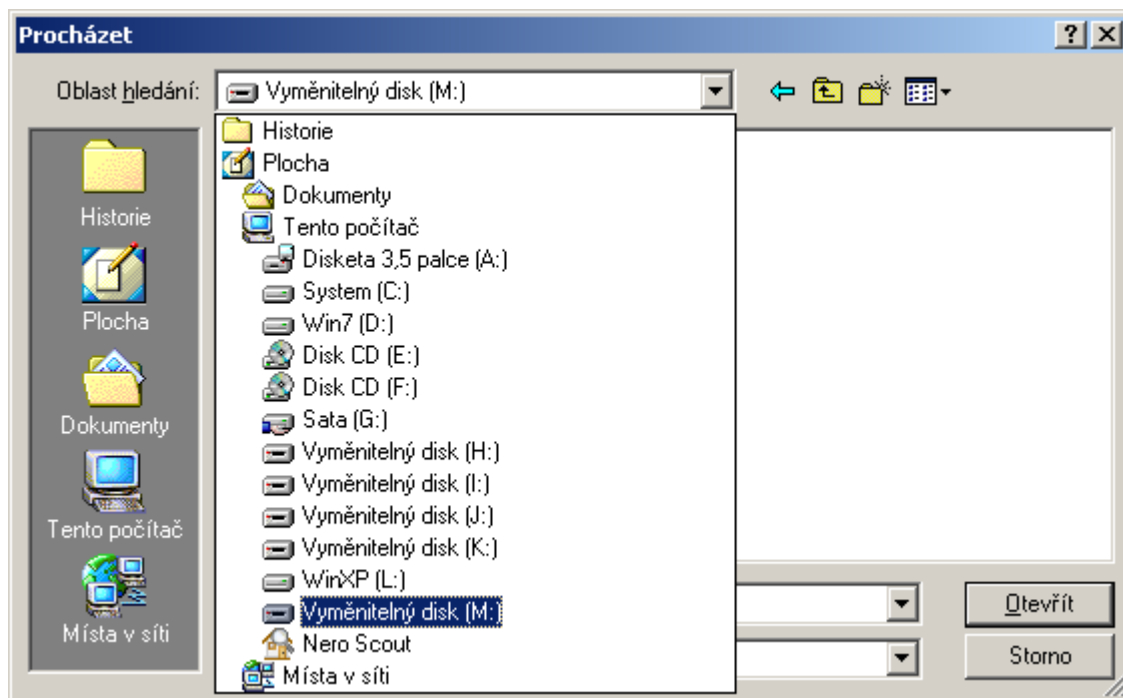 Procházet
Oblast hledání:
Vyměnitelný disk (M:)
Historie
Plocha
Dokumenty
Tento počítač
Disketa 3,5 palce (A:)
System (C:)
Win7 (D:)
Disk CD (E:)
Disk CD (F:)
Sata (G:)
Vyměnitelný disk (H:)
Vyměnitelný disk (I:)
Vyměnitelný disk (J:)
Vyměnitelný disk (K:)
WinXP (L:)
Vyměnitelný disk (M:)
Nero Scout
Místa v síti
Historie
Plocha
Dokumenty
Tento počítač
Místa v síti
Otevřít
Storno